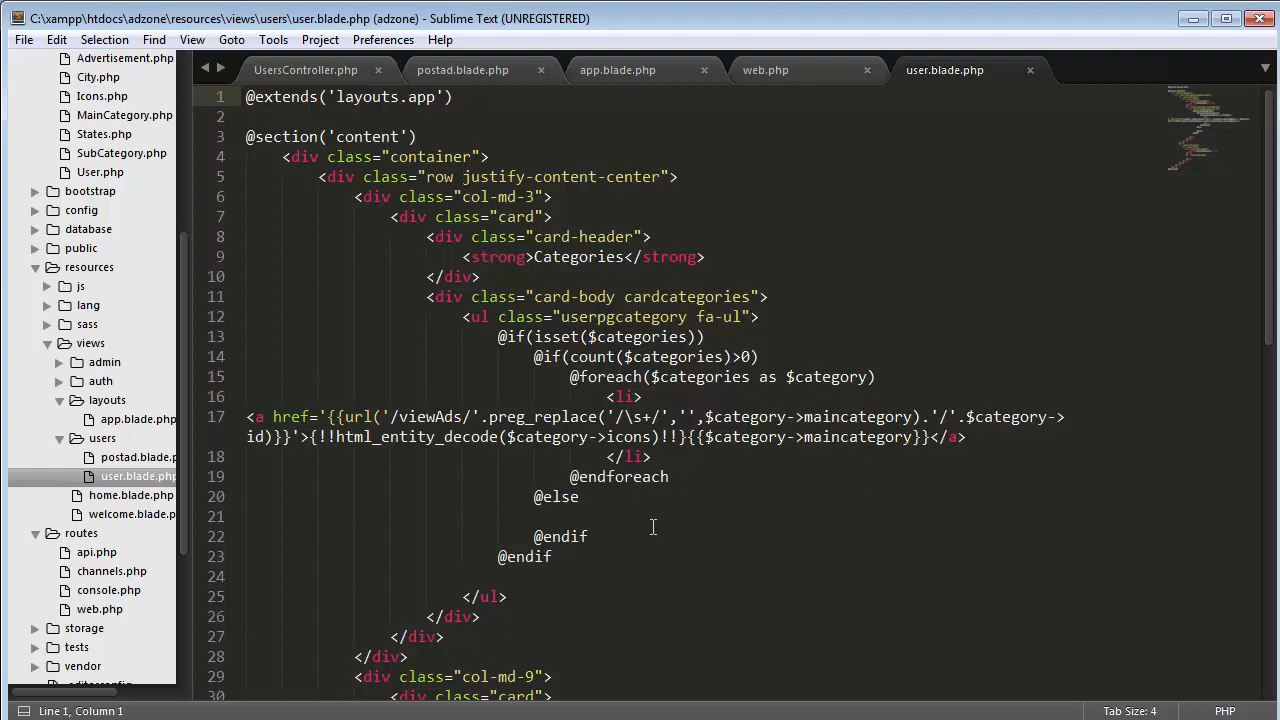 C:\xampp\htdocs\adzone\resources\views\users\user.blade.php (adzone) - Sublime Text (UNREGISTERED)
File Edit Selection Find View Goto Tools Project Preferences Help
Advertisement.php
City.php
Icons.php
MainCategory.php
States.php
SubCategory.php
User.php
bootstrap
config
database
public
resources
js
lang
sass
views
admin
auth
layouts
app.blade.php
users
postad.blade.p
user.blade.php
home.blade.php
welcome.blade.p
routes
api.php
channels.php
console.php
web.php
storage
tests
vendor
UsersController.php postad.blade.php app.blade.php web.php user.blade.php
1 @extends('layouts.app')
2
3 @section('content')
4 <div class="container">
5 <div class="row justify-content-center">
6 <div class="col-md-3">
7 <div class="card">
8 <div class="card-header">
9 <strong>Categories</strong>
10 </div>
11 <div class="card-body cardcategories">
12 <ul class="userpgcategory fa-ul">
13 @if(isset($categories))
14 @if(count($categories)>0)
15 @foreach($categories as $category)
16 <li>
17 <a href='{{url('/viewAds/'.preg_replace('/\s+/','',$category->maincategory).'/'.$category->
id)}}'>{!!html_entity_decode($category->icons)!!}{{$category->maincategory}}</a>
18 </li>
19 @endforeach
20 @else
21
22 @endif
23 @endif
24
25 </ul>
26 </div>
27 </div>
28 </div>
29 <div class="col-md-9">
30 <div class="card">
Line 1, Column 1 Tab Size: 4 PHP